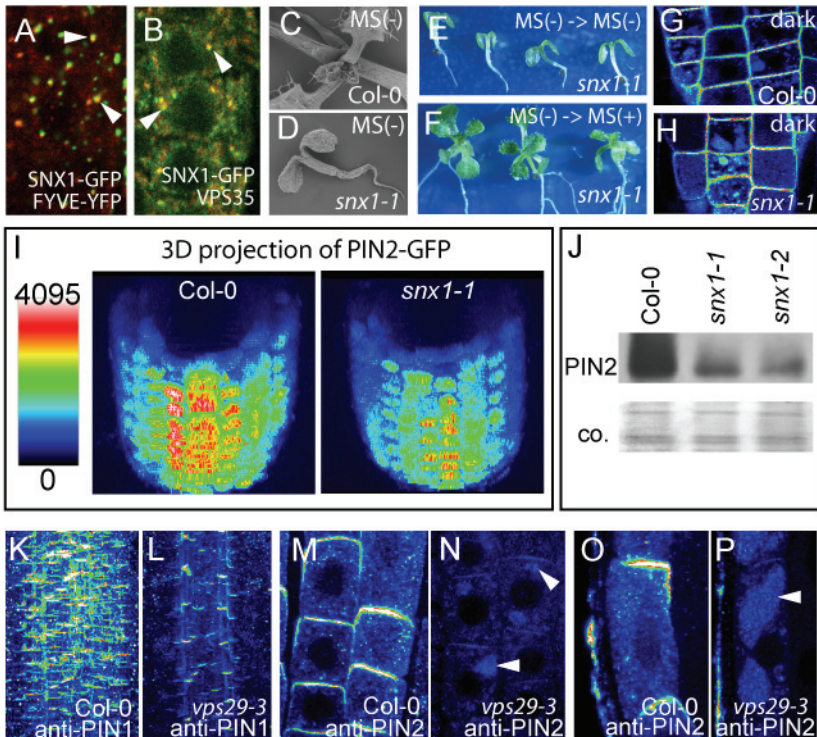 A
SNX1-GFP
FYVE-YFP
B
SNX1-GFP
VPS35
C
MS(-)
Col-0
D
MS(-)
snx1-1
E
MS(-) -> MS(-)
snx1-1
F
MS(-) -> MS(+)
snx1-1
G
dark
Col-0
H
dark
snx1-1
I
3D projection of PIN2-GFP
4095
0
Col-0
snx1-1
J
Col-0
snx1-1
snx1-2
PIN2
co.
K
Col-0
anti-PIN1
L
vps29-3
anti-PIN1
M
Col-0
anti-PIN2
N
vps29-3
anti-PIN2
O
Col-0
anti-PIN2
P
vps29-3
anti-PIN2